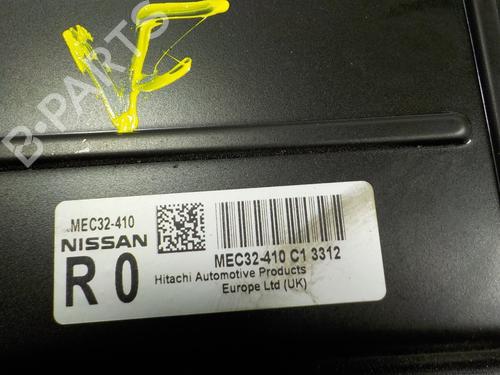 B-PARTS
MEC32-410
NISSAN
MEC32-410 C1 3312
R 0
Hitachi Automotive Products
Europe Ltd (UK)